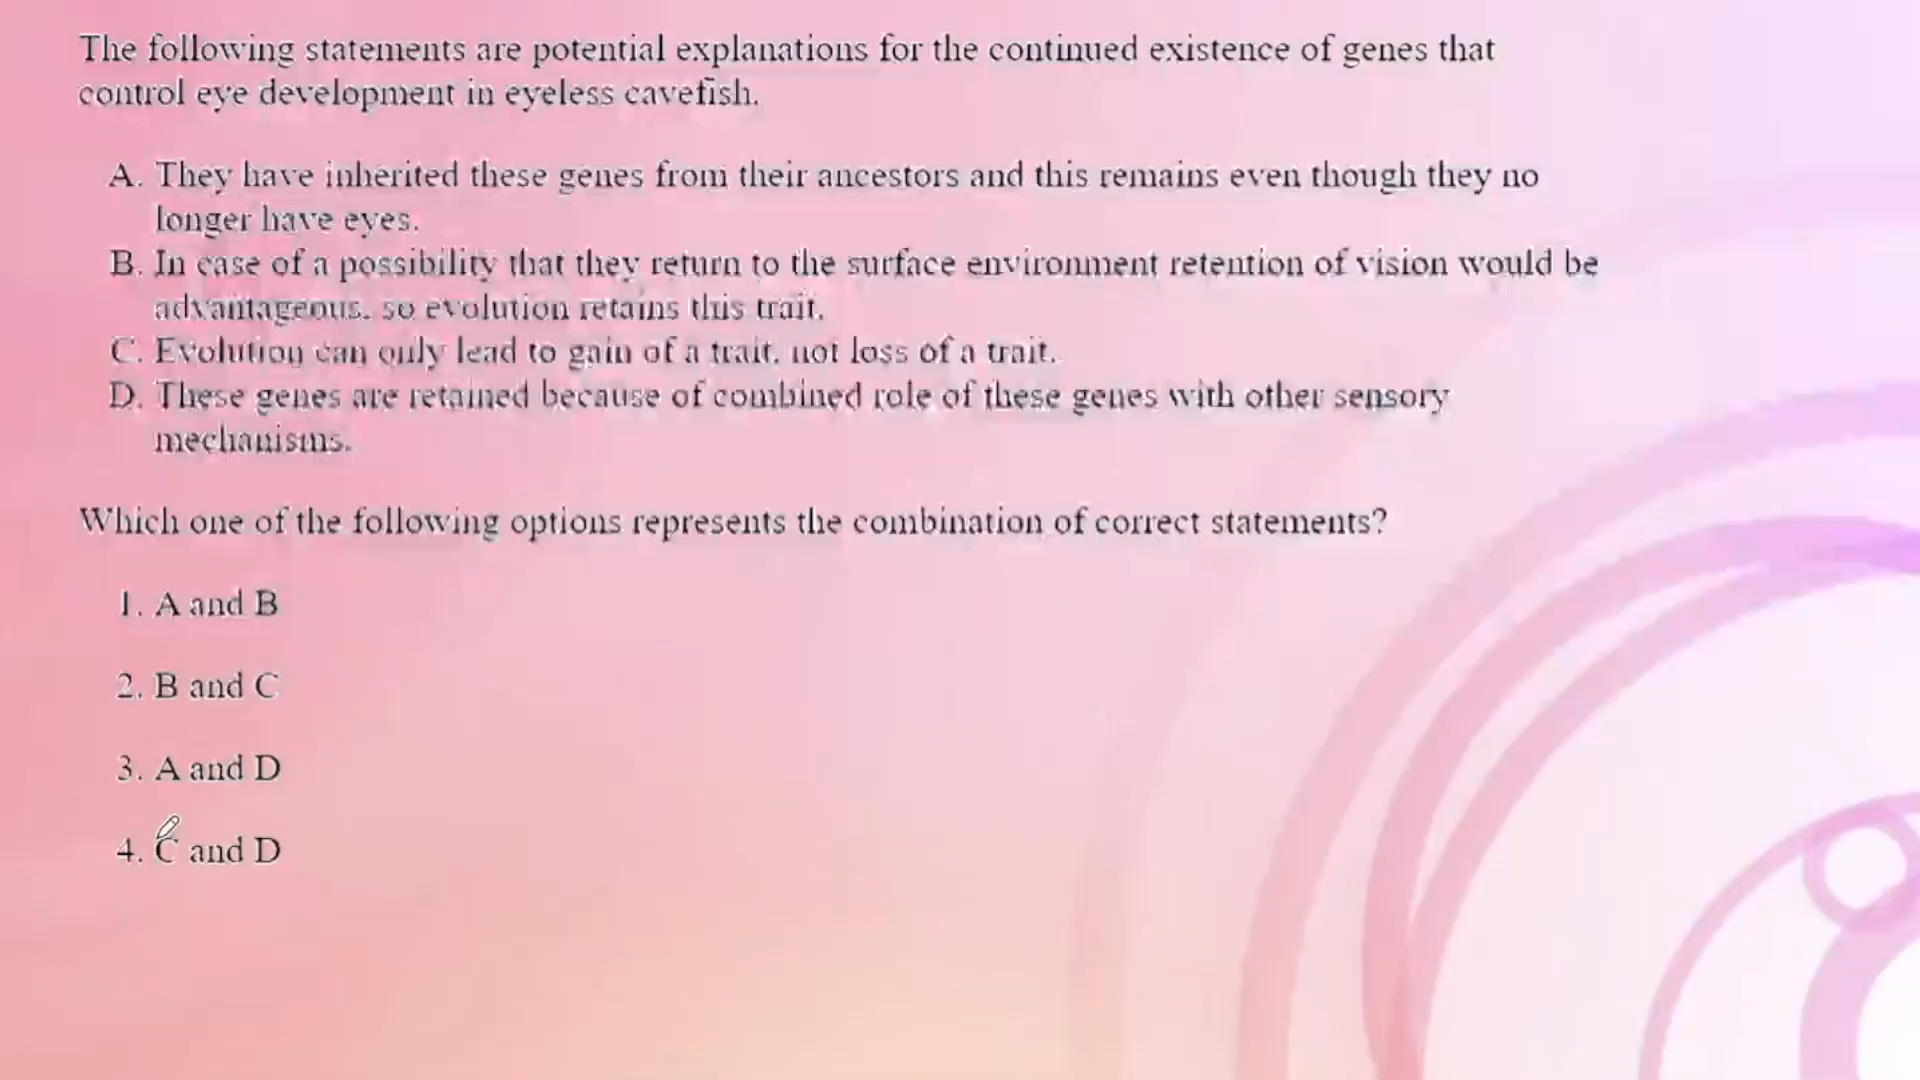 The following statements are potential explanations for the continued existence of genes that
control eye development in eyeless cavefish.
A. They have inherited these genes from their ancestors and this remains even though they no
longer have eyes.
B. In case of a possibility that they return to the surface environment retention of vision would be
advantageous, so evolution retains this trait.
C. Evolution can only lead to gain of a trait, not loss of a trait.
D. These genes are retained because of combined role of these genes with other sensory
mechanisms.
Which one of the following options represents the combination of correct statements?
1. A and B
2. B and C
3. A and D
4. C and D